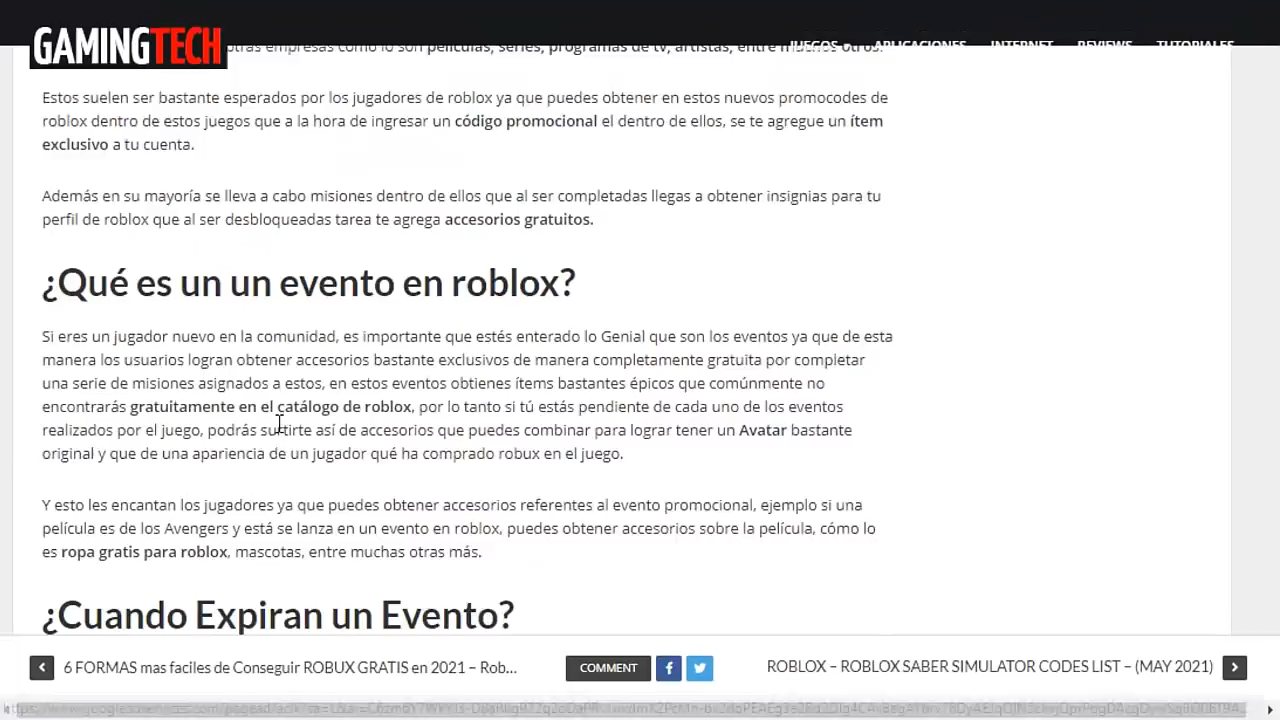 GAMINGTECH
otras empresas como lo son películas, series, programas de tv, artistas, entre muchos otros.
JUEGOS APLICACIONES INTERNET REVIEWS TUTORIALES
Estos suelen ser bastante esperados por los jugadores de roblox ya que puedes obtener en estos nuevos promocodes de
roblox dentro de estos juegos que a la hora de ingresar un código promocional el dentro de ellos, se te agregue un ítem
exclusivo a tu cuenta.
Además en su mayoría se lleva a cabo misiones dentro de ellos que al ser completadas llegas a obtener insignias para tu
perfil de roblox que al ser desbloqueadas tarea te agrega accesorios gratuitos.
¿Qué es un un evento en roblox?
Si eres un jugador nuevo en la comunidad, es importante que estés enterado lo Genial que son los eventos ya que de esta
manera los usuarios logran obtener accesorios bastante exclusivos de manera completamente gratuita por completar
una serie de misiones asignados a estos, en estos eventos obtienes ítems bastantes épicos que comúnmente no
encontrarás gratuitamente en el catálogo de roblox, por lo tanto si tú estás pendiente de cada uno de los eventos
realizados por el juego, podrás surtirte así de accesorios que puedes combinar para lograr tener un Avatar bastante
original y que de una apariencia de un jugador qué ha comprado robux en el juego.
Y esto les encantan los jugadores ya que puedes obtener accesorios referentes al evento promocional, ejemplo si una
película es de los Avengers y está se lanza en un evento en roblox, puedes obtener accesorios sobre la película, cómo lo
es ropa gratis para roblox, mascotas, entre muchas otras más.
¿Cuando Expiran un Evento?
6 FORMAS mas faciles de Conseguir ROBUX GRATIS en 2021 – Rob...
COMMENT
ROBLOX – ROBLOX SABER SIMULATOR CODES LIST – (MAY 2021)